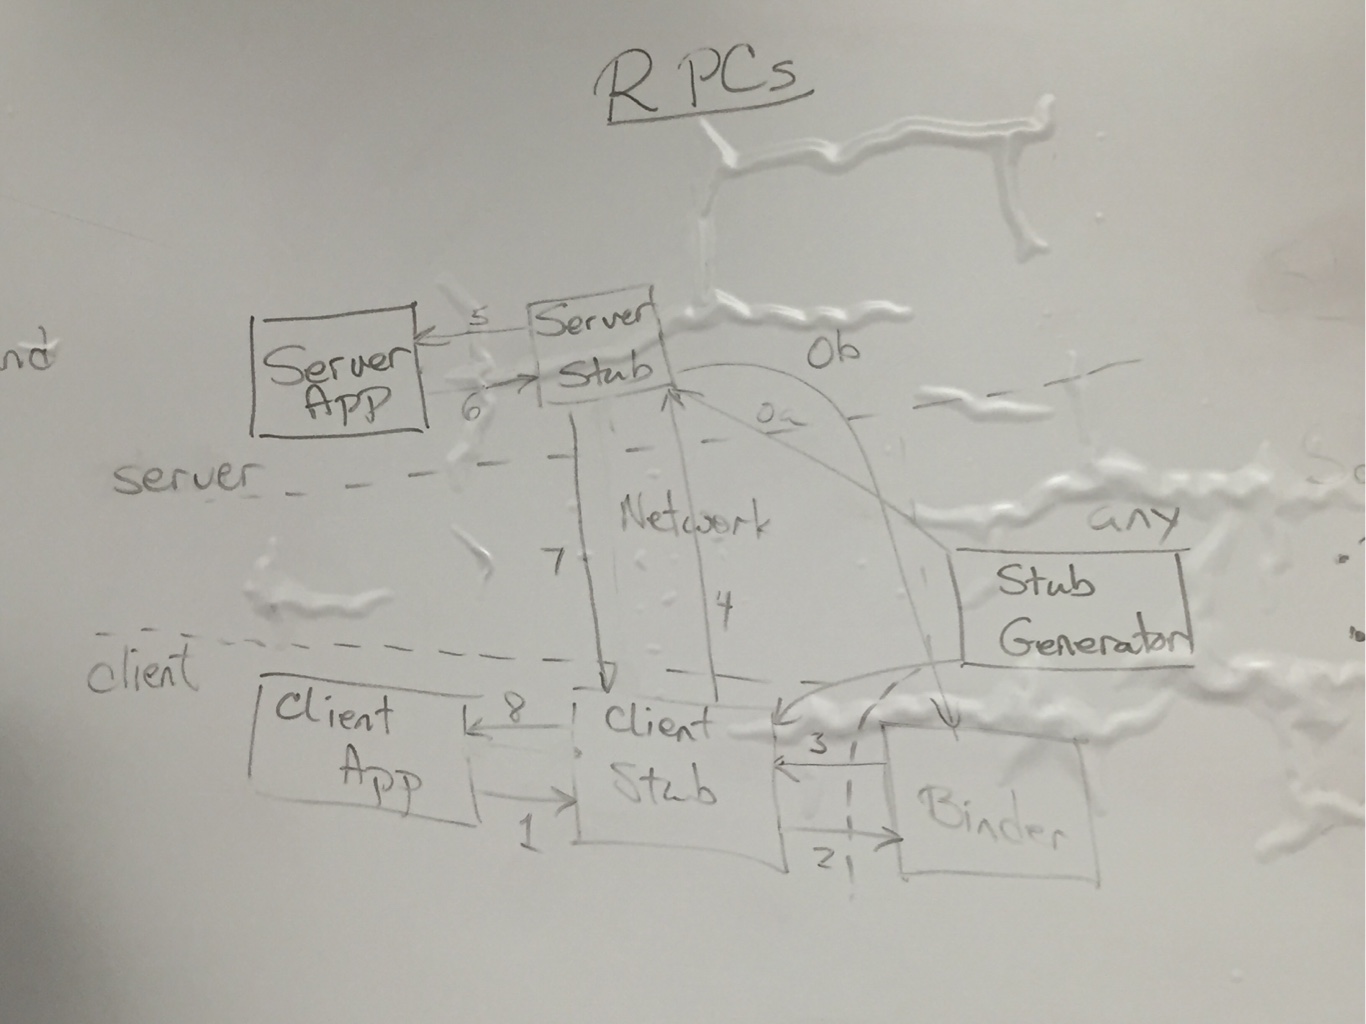 RPCs
nd
5
Server
Stub
Server
App
6
0b
0a
server
Network
any
7
4
Stub
Generator
client
Client
App
8
1
Client
Stub
3
2
Binder